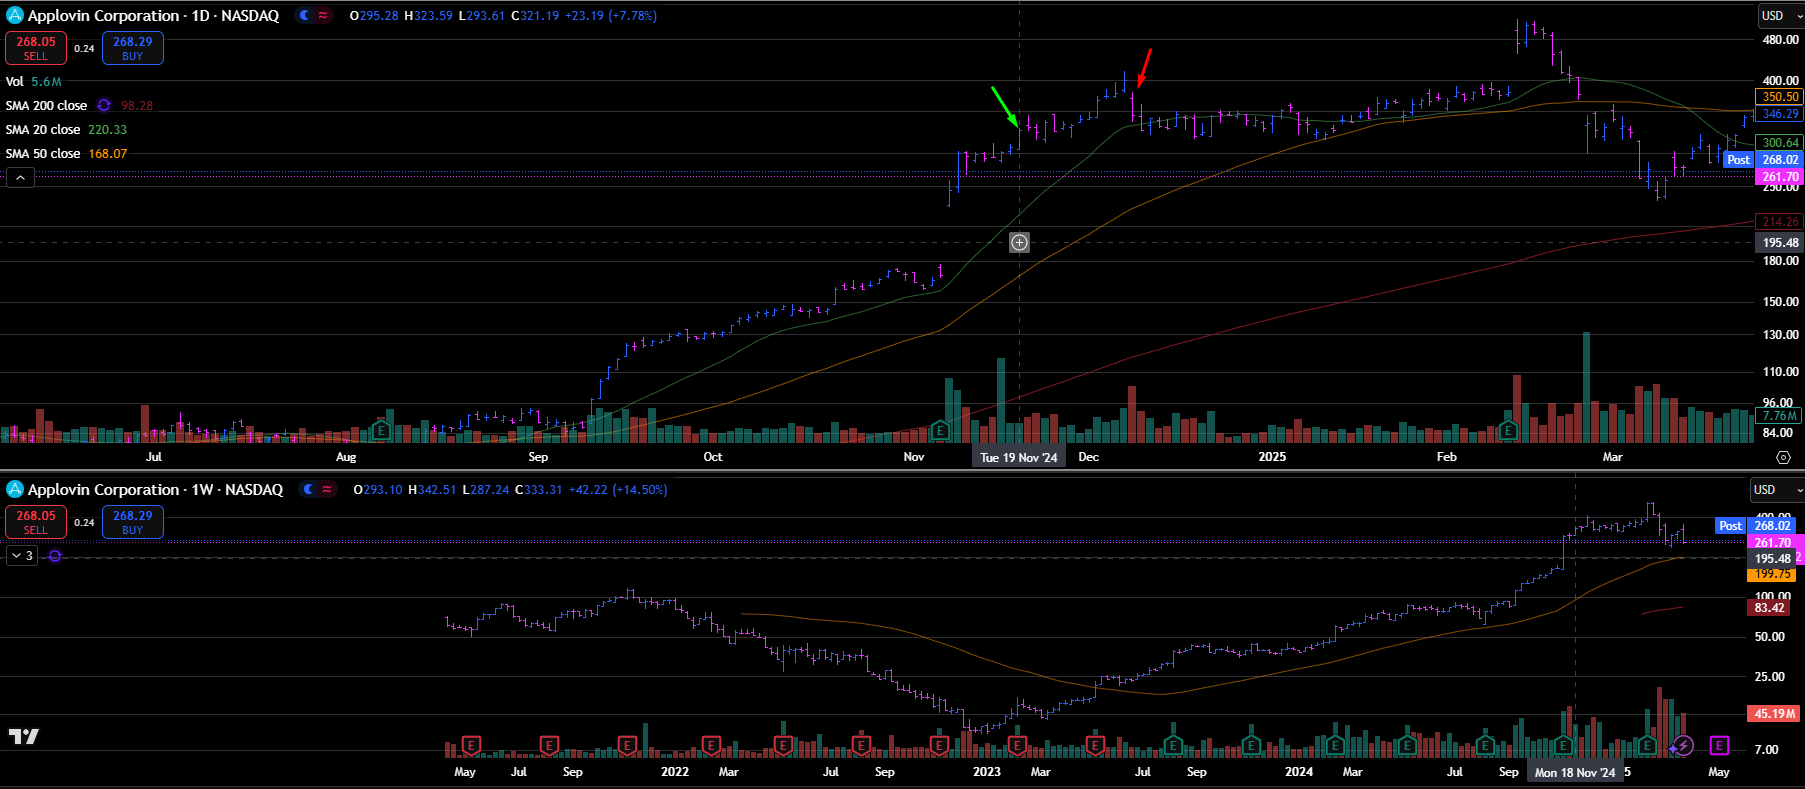 Applovin Corporation · 1D · NASDAQ O295.28 H323.59 L293.61 C321.19 +23.19 (+7.78%)
USD
268.05 SELL 0.24 268.29 BUY
Vol 5.6M
SMA 200 close 98.28
SMA 20 close 220.33
SMA 50 close 168.07
480.00
400.00
350.50
346.29
300.64
Post 268.02
261.70
250.00
214.26
195.48
180.00
150.00
130.00
110.00
96.00
7.76M
84.00
E E E
Jul Aug Sep Oct Nov Tue 19 Nov '24 Dec 2025 Feb Mar
Applovin Corporation · 1W · NASDAQ O293.10 H342.51 L287.24 C333.31 +42.22 (+14.50%)
USD
268.05 SELL 0.24 268.29 BUY
3
400.00
Post 268.02
261.70
195.48
199.75
100.00
83.42
50.00
25.00
45.19M
7.00
E E E E E E E E E E E E E E E E E
May Jul Sep 2022 Mar Jul Sep 2023 Mar Jul Sep 2024 Mar Jul Sep Mon 18 Nov '24 5 May